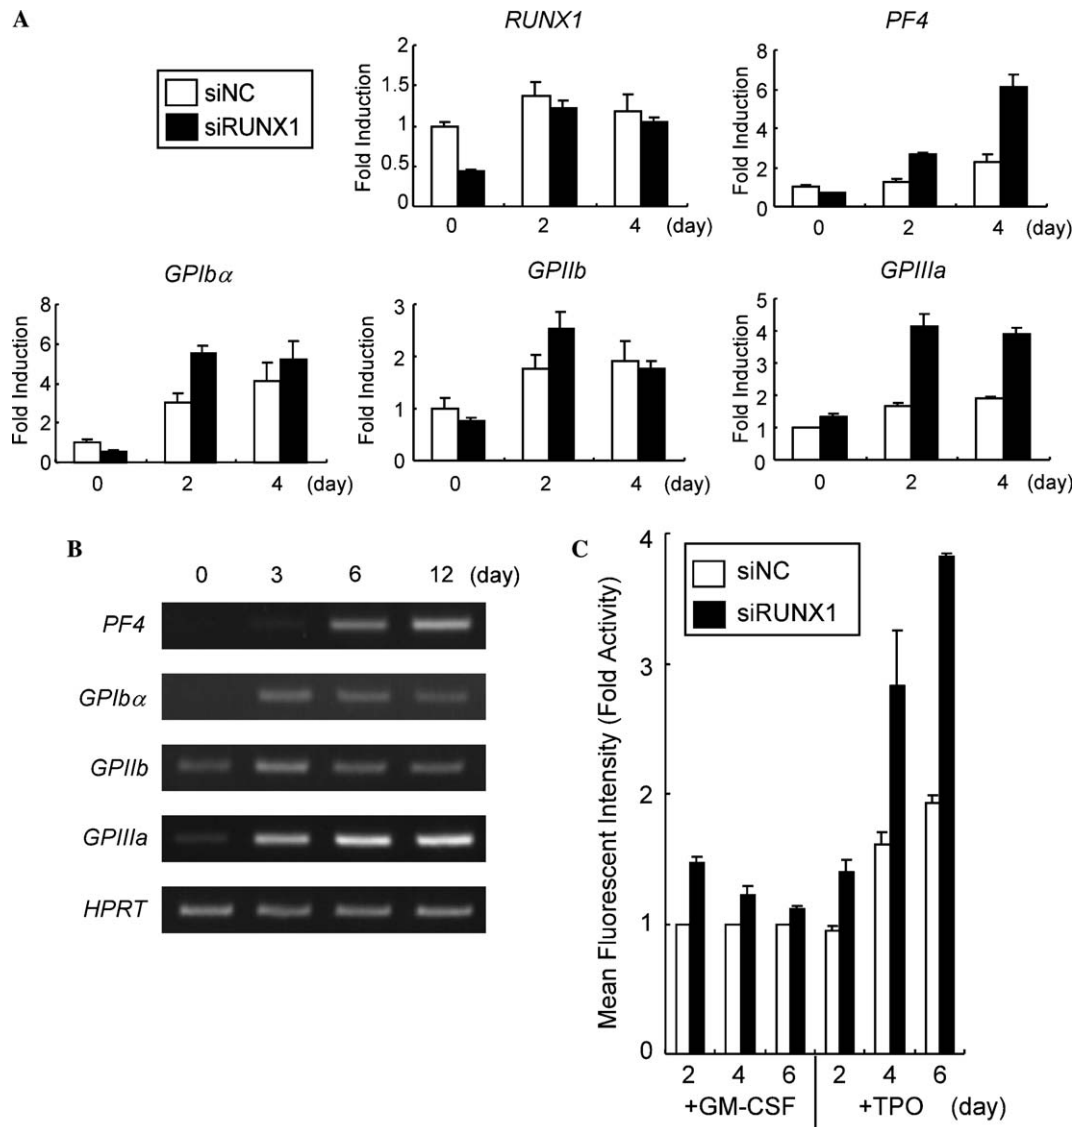 A
RUNX1
PF4
siNC
siRUNX1
Fold Induction
2
1.5
1
0.5
0
0 2 4 (day)
Fold Induction
8
6
4
2
0
0 2 4 (day)
GPIbα
GPIIb
GPIIIa
Fold Induction
8
6
4
2
0
0 2 4 (day)
Fold Induction
3
2
1
0
0 2 4 (day)
Fold Induction
5
4
3
2
1
0
0 2 4 (day)
B
0 3 6 12 (day)
PF4
GPIbα
GPIIb
GPIIIa
HPRT
C
siNC
siRUNX1
Mean Fluorescent Intensity (Fold Activity)
4
3
2
1
0
2 4 6 2 4 6
+GM-CSF +TPO (day)